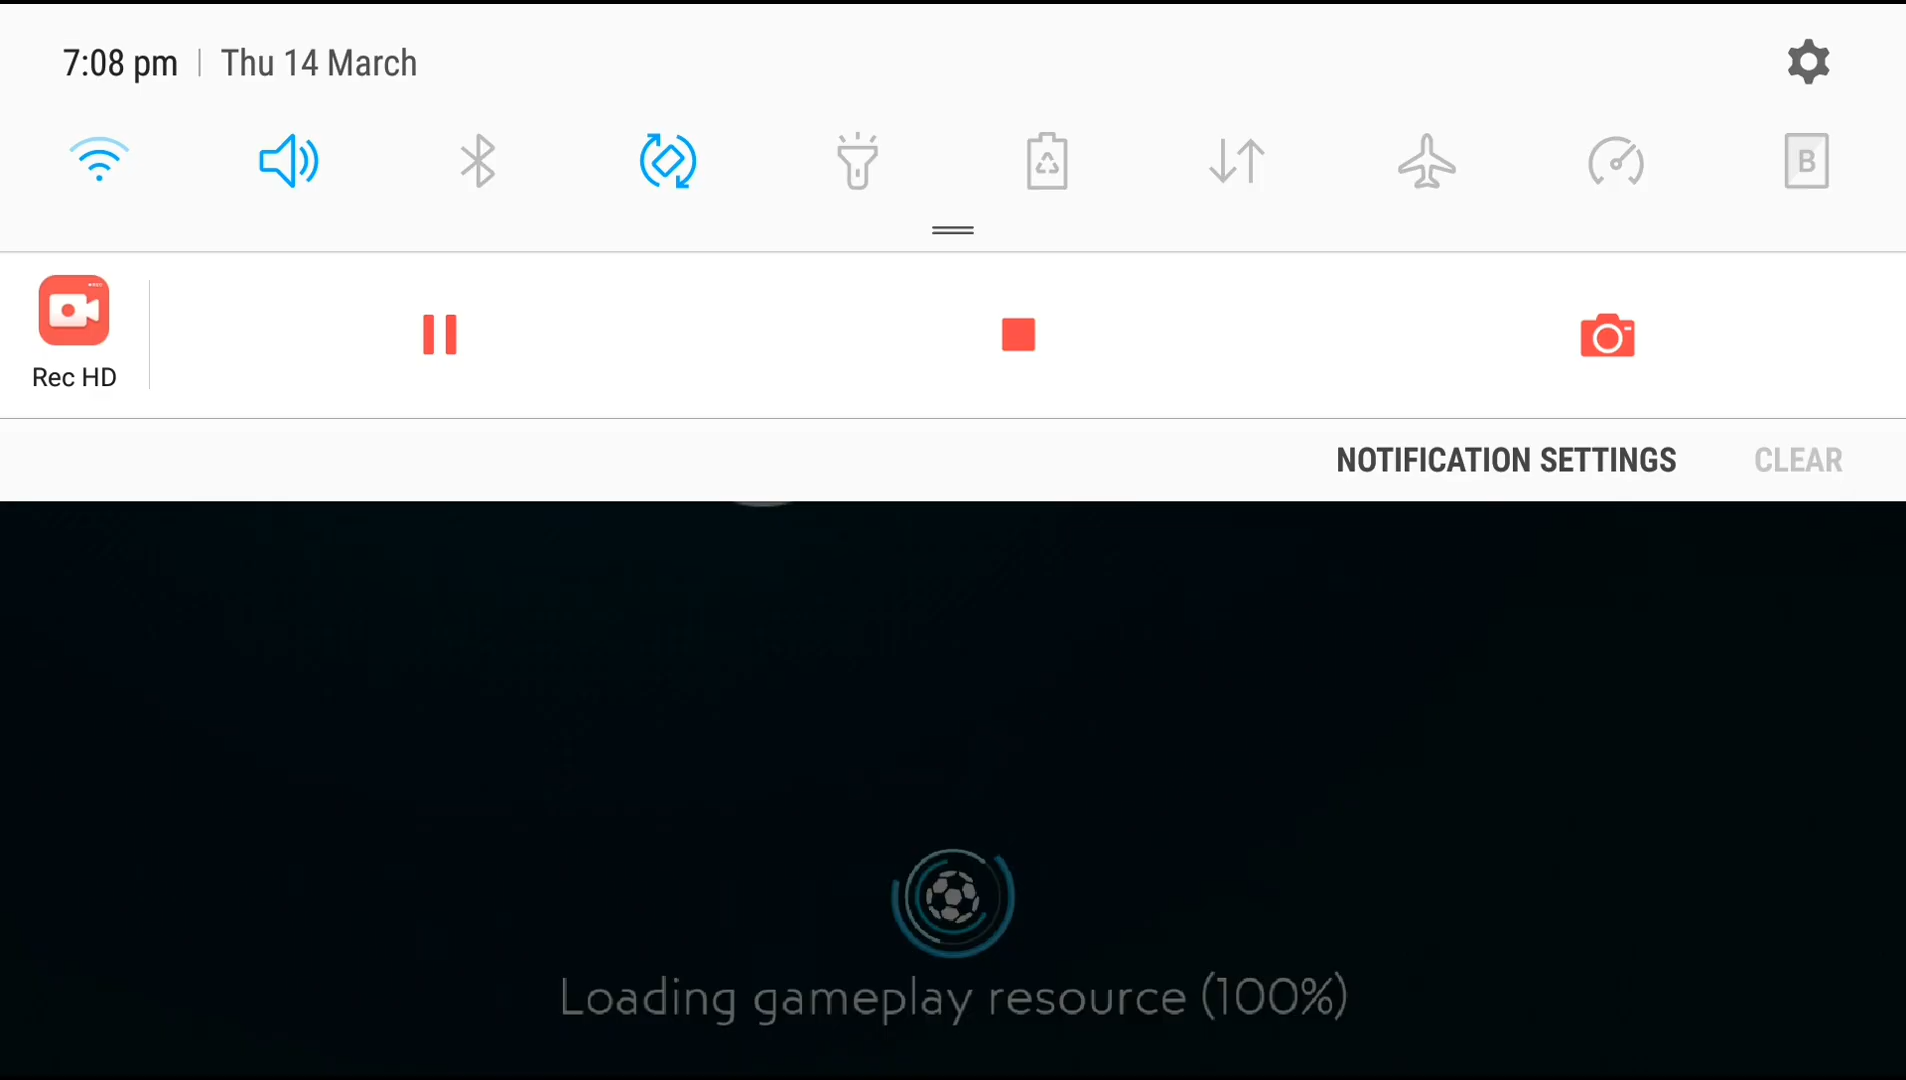 7:08 pm | Thu 14 March
B
Rec HD
NOTIFICATION SETTINGS CLEAR
Loading gameplay resource (100%)